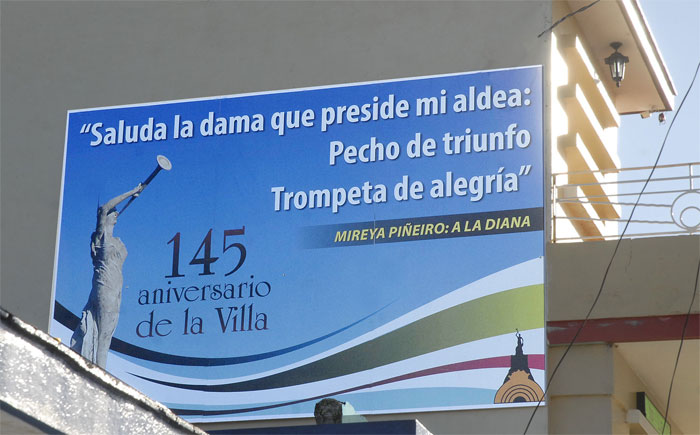 “Saluda la dama que preside mi aldea:
Pecho de triunfo
Trompeta de alegría”
MIREYA PIÑEIRO: A LA DIANA
145
aniversario
de la Villa